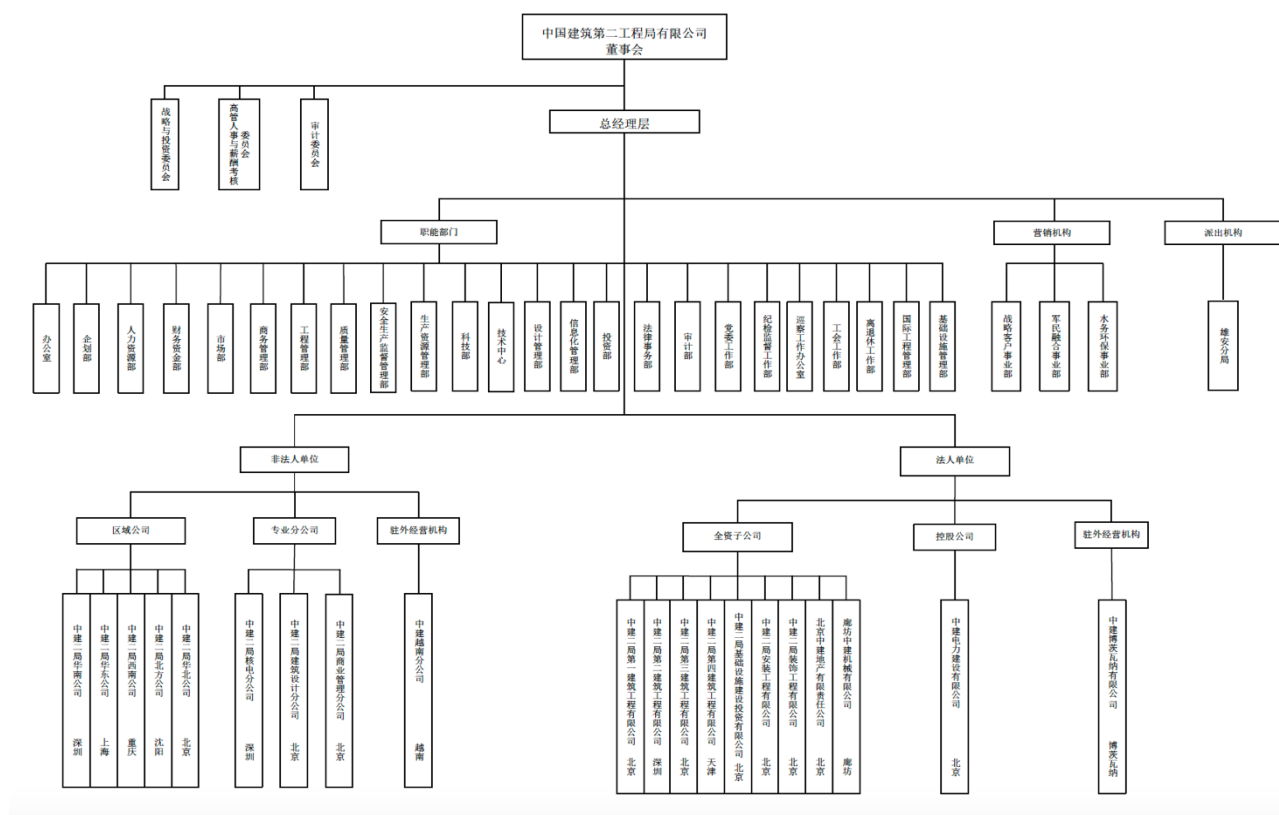 中国建筑第二工程局有限公司
董事会
战略与投资委员会
高管人事与薪酬考核
委员会
审计委员会
总经理层
职能部门
营销机构
派出机构
办公室
企划部
人力资源部
财务资金部
市场部
商务管理部
工程管理部
质量管理部
安全生产监督管理部
生产资源管理部
科技部
技术中心
设计管理部
信息化管理部
投资部
法律事务部
审计部
党委工作部
纪检监督工作部
巡察工作办公室
工会工作部
离退休工作部
国际工程管理部
基础设施管理部
战略客户事业部
军民融合事业部
水务环保事业部
雄安分局
非法人单位
法人单位
区域公司
专业分公司
驻外经营机构
全资子公司
控股公司
驻外经营机构
中建二局华南公司 深圳
中建二局华东公司 上海
中建二局西南公司 重庆
中建二局北方公司 沈阳
中建二局华北公司 北京
中建二局核电分公司 深圳
中建二局建筑设计分公司 北京
中建二局商业管理分公司 北京
中建越南分公司 越南
中建二局第一建筑工程有限公司 北京
中建二局第二建筑工程有限公司 深圳
中建二局第三建筑工程有限公司 北京
中建二局第四建筑工程有限公司 天津
中建二局基础设施建设投资有限公司 北京
中建二局安装工程有限公司 北京
中建二局装饰工程有限公司 北京
北京中建地产有限责任公司 北京
廊坊中建机械有限公司 廊坊
中建电力建设有限公司 北京
中建博茨瓦纳有限公司 博茨瓦纳